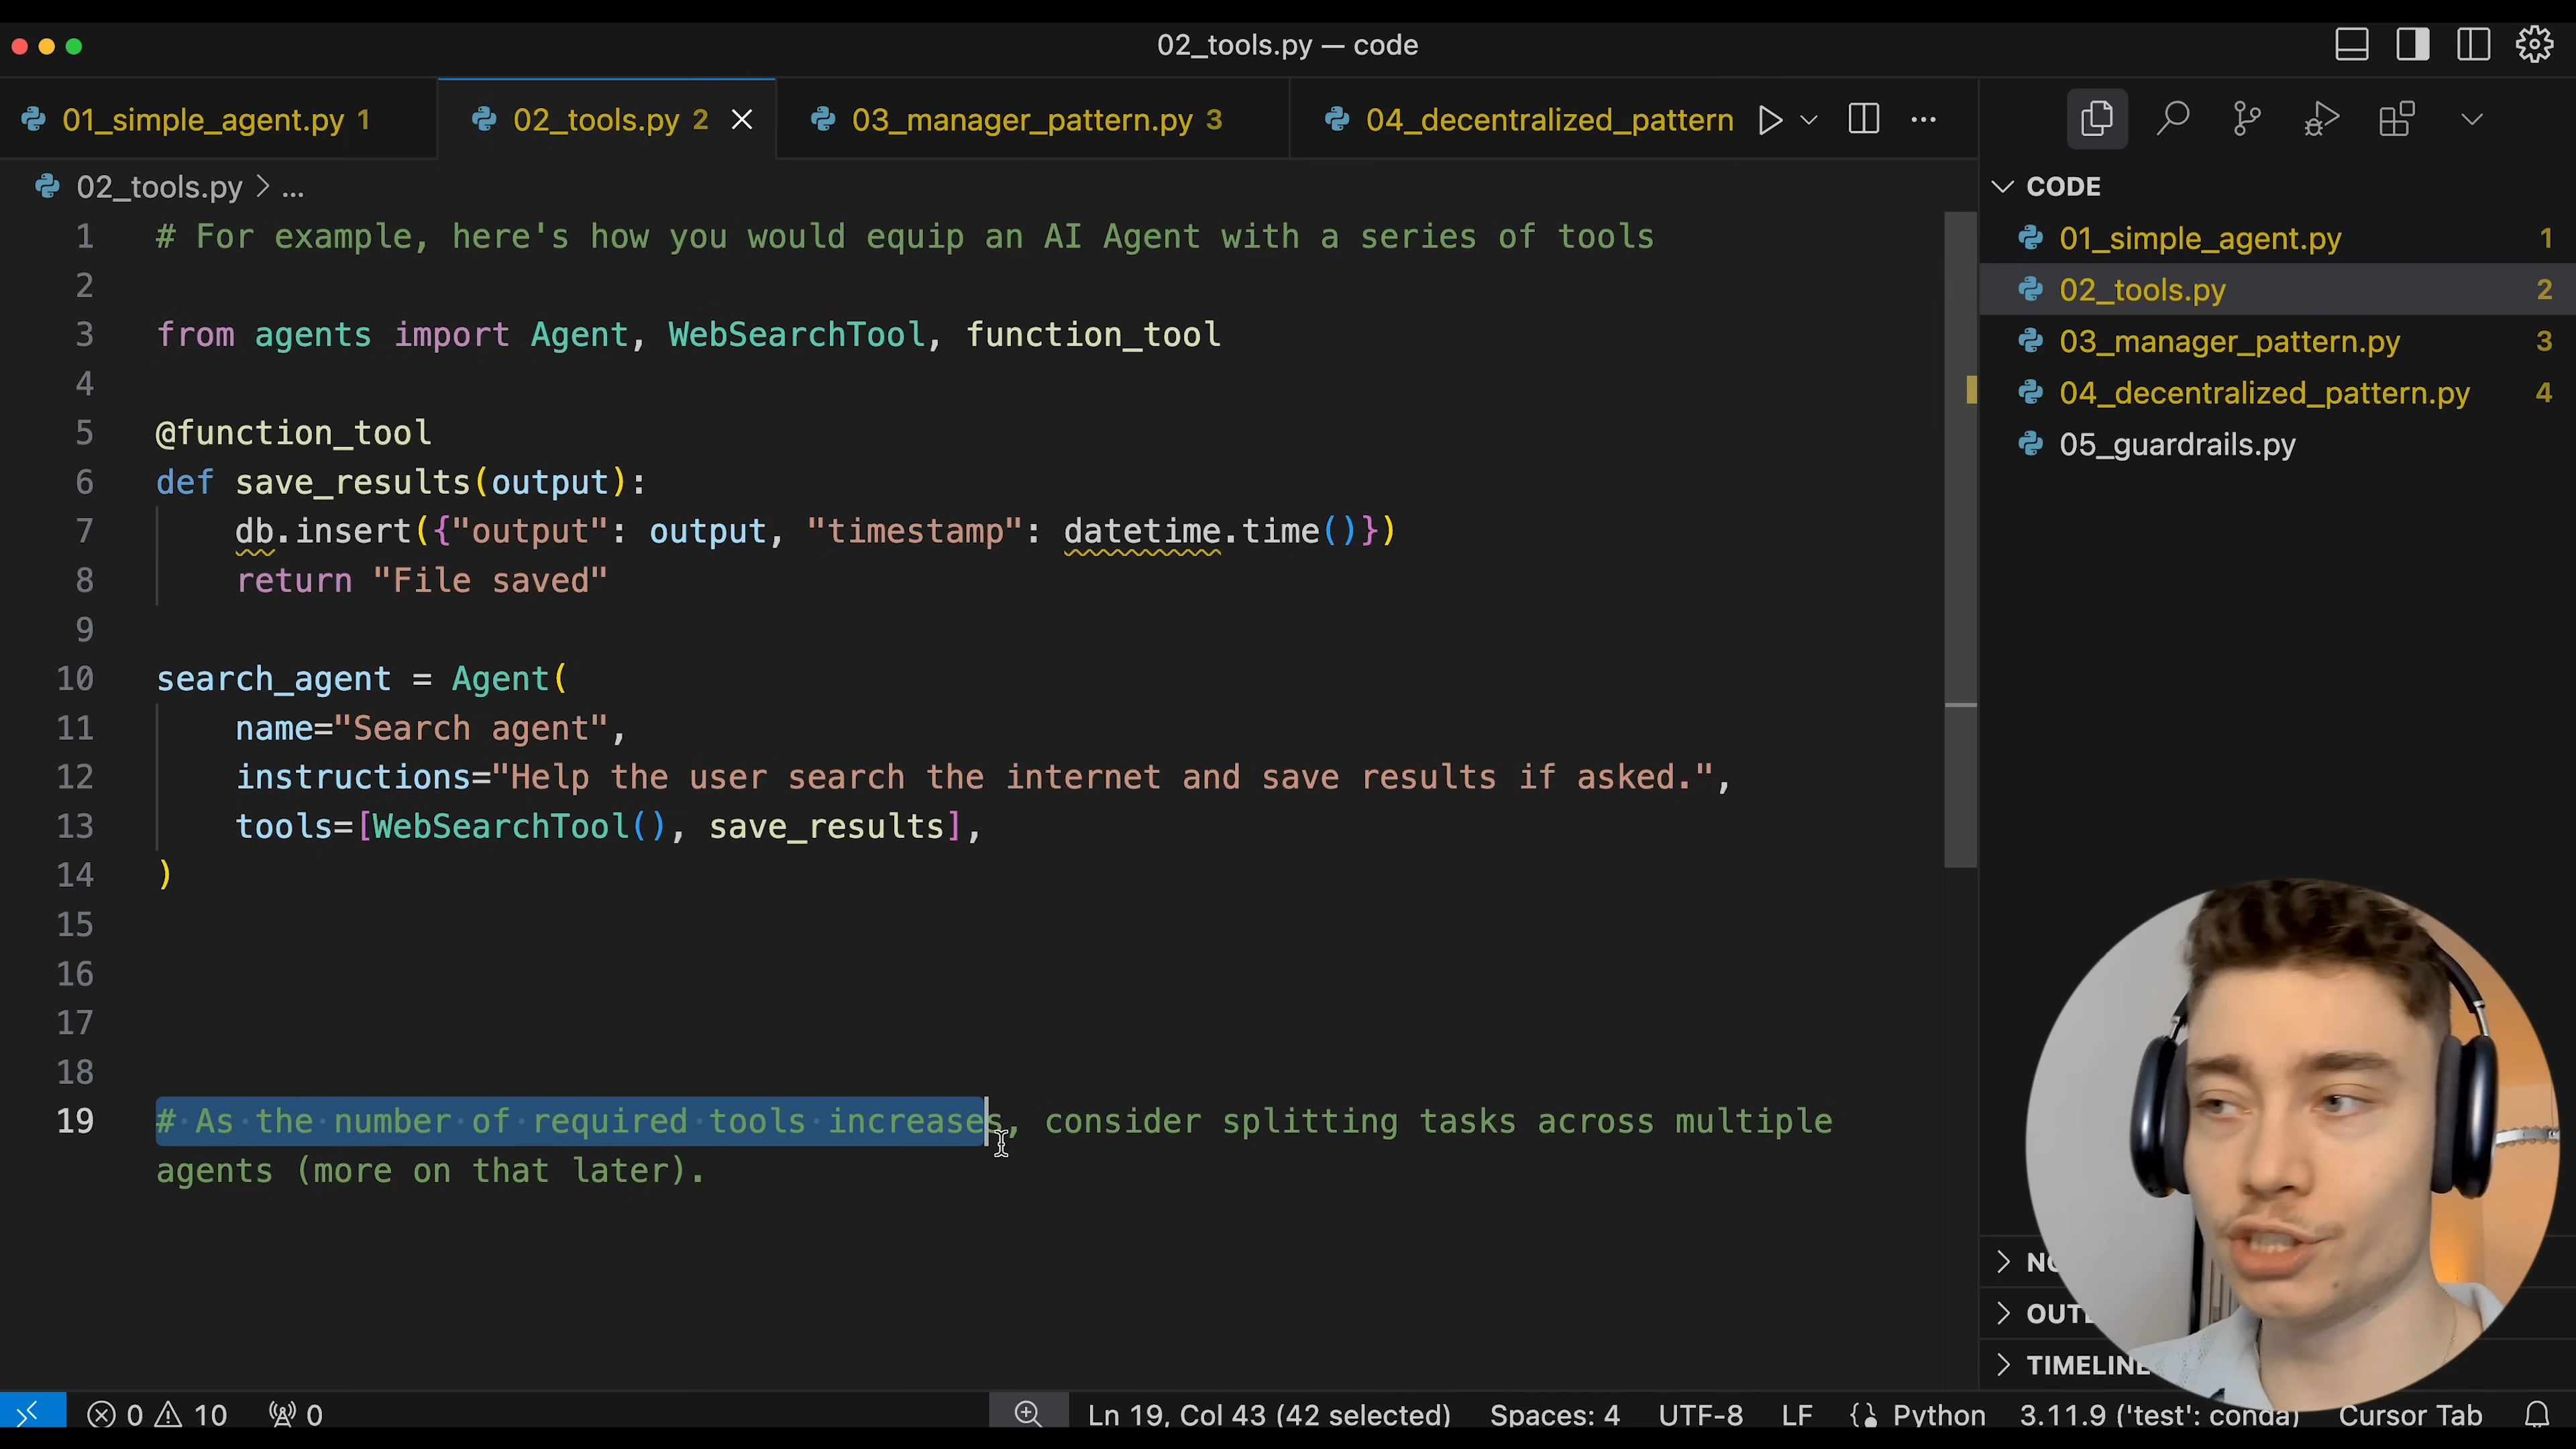 02_tools.py — code
01_simple_agent.py 1
02_tools.py 2
03_manager_pattern.py 3
04_decentralized_pattern
02_tools.py > ...
1 # For example, here's how you would equip an AI Agent with a series of tools
2
3 from agents import Agent, WebSearchTool, function_tool
4
5 @function_tool
6 def save_results(output):
7 db.insert({"output": output, "timestamp": datetime.time()})
8 return "File saved"
9
10 search_agent = Agent(
11 name="Search agent",
12 instructions="Help the user search the internet and save results if asked.",
13 tools=[WebSearchTool(), save_results],
14 )
15
16
17
18
19 # As the number of required tools increases, consider splitting tasks across multiple
agents (more on that later).
CODE
01_simple_agent.py 1
02_tools.py 2
03_manager_pattern.py 3
04_decentralized_pattern.py 4
05_guardrails.py
TIMELINE
0 10 0 Ln 19, Col 43 (42 selected) Spaces: 4 UTF-8 LF Python 3.11.9 ('test': conda) Cursor Tab